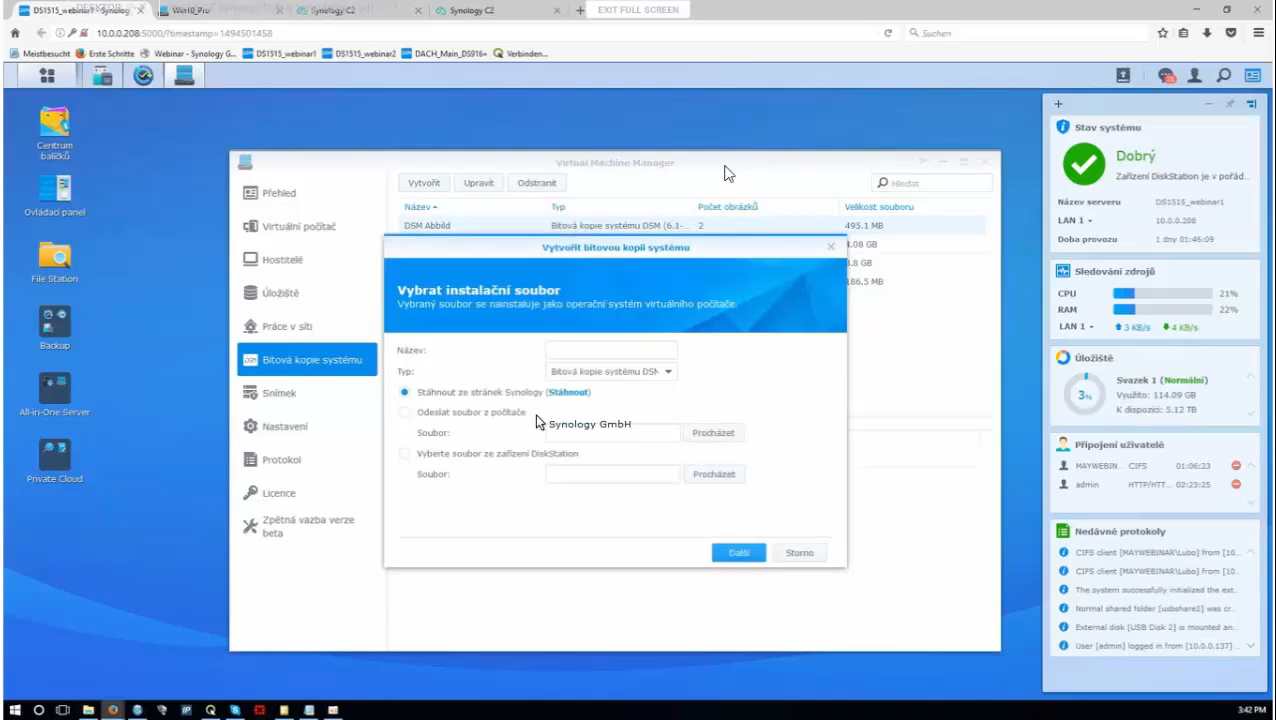 DS1515_webinar1 - Synology
Win10_Pro
Synology C2
Synology C2
EXIT FULL SCREEN
10.0.0.208:5000/?timestamp=1494501458
Suchen
Meistbesucht
Erste Schritte
Webinar - Synology G...
DS1515_webinar1
DS1515_webinar2
DACH_Main_DS916+
Verbinden...
Centrum balíčků
Ovládací panel
File Station
Backup
All-in-One Server
Private Cloud
Virtual Machine Manager
Přehled
Virtuální počítač
Hostitelé
Úložiště
Práce v síti
DSM Bitová kopie systému
Snímek
Nastavení
Protokol
Licence
Zpětná vazba verze
beta
Vytvořit
Upravit
Odstranit
Hledat
Název
Typ
Počet obrázků
Velikost souboru
DSM Abbild
Bitová kopie systému DSM (6.1-...
2
495.1 MB
4.08 GB
3.8 GB
186.5 MB
Vytvořit bitovou kopii systému
Vybrat instalační soubor
Vybraný soubor se nainstaluje jako operační systém virtuálního počítače.
Název:
Typ:
Bitová kopie systému DSM
Stáhnout ze stránek Synology (Stáhnout)
Odeslat soubor z počítače
Synology GmbH
Soubor:
Procházet
Vyberte soubor ze zařízení DiskStation
Soubor:
Procházet
Další
Storno
Stav systému
Dobrý
Zařízení DiskStation je v pořád...
Název serveru
DS1515_webinar1
LAN 1
10.0.0.208
Doba provozu
1 dny 01:46:09
Sledování zdrojů
CPU
21%
RAM
22%
LAN 1
3 KB/s
4 KB/s
Úložiště
3%
Svazek 1 (Normální)
Využito: 114.09 GB
K dispozici: 5.12 TB
Připojení uživatelé
MAYWEBIN...
CIFS
01:06:23
admin
HTTP/HTT...
02:23:25
Nedávné protokoly
CIFS client [MAYWEBINAR\Lubo] from [10...
CIFS client [MAYWEBINAR\Lubo] from [10...
The system successfully initialized the ext...
Normal shared folder [usbshare2] was cr...
External disk [USB Disk 2] is mounted an...
User [admin] logged in from [10.0.0.137] ...
3:42 PM